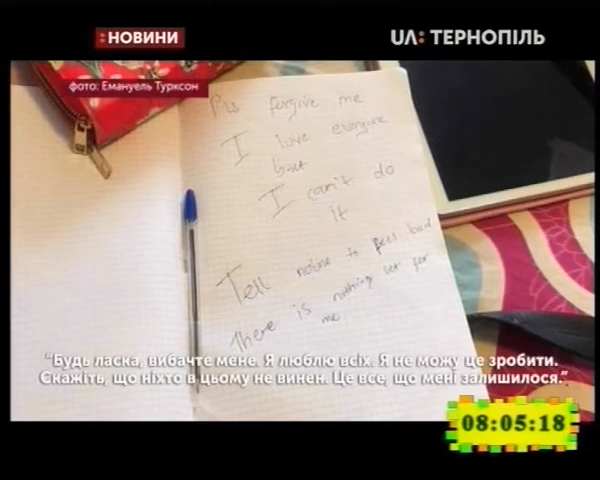 :НОВИНИ
UA: ТЕРНОПІЛЬ
фото: Емануель Турксон
Pls forgive me
I love everyone
but
I can't do
it
Tell noone to feel bad
There is nothing let for
me
“Будь ласка, вибачте мене. Я люблю всіх. Я не можу це зробити.
Скажіть, що ніхто в цьому не винен. Це все, що мені залишилося.”
08:05:18